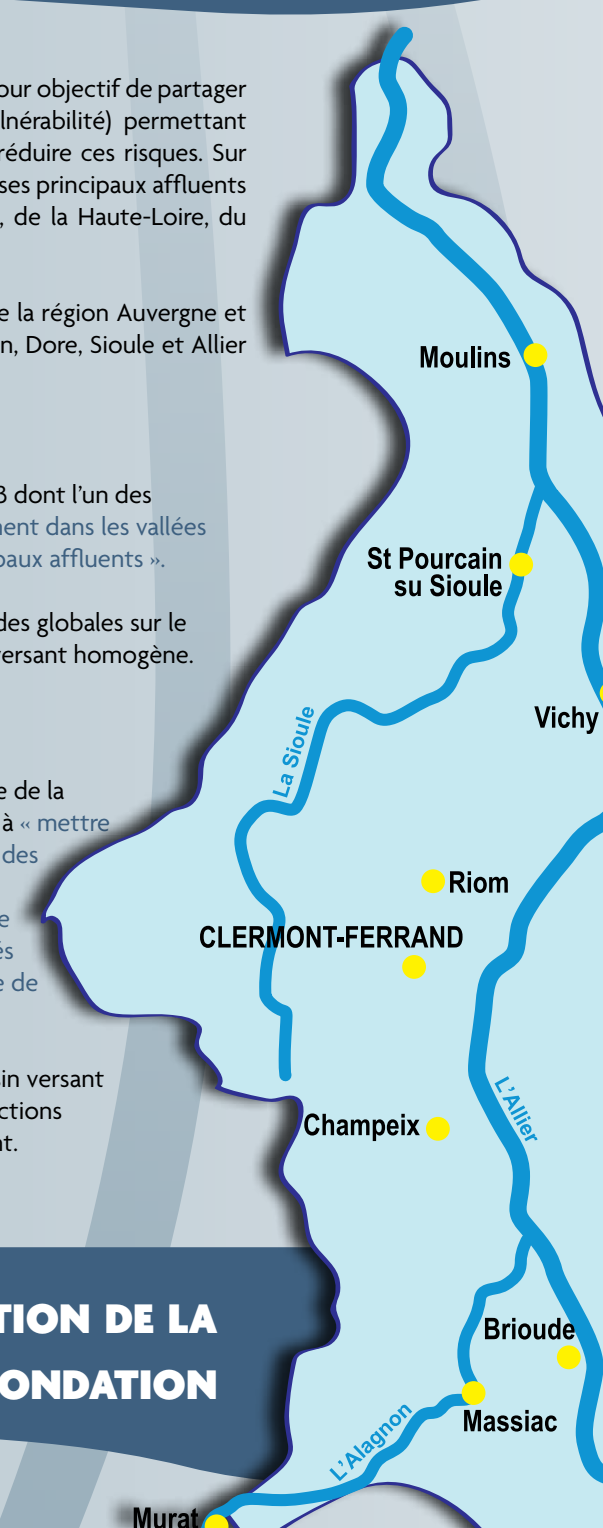 our objectif de partager
lnérabilité) permettant
réduire ces risques. Sur
ses principaux affluents
, de la Haute-Loire, du
e la région Auvergne et
n, Dore, Sioule et Allier
3 dont l'un des
ment dans les vallées
paux affluents ».
des globales sur le
versant homogène.
e de la
à « mettre
des
e
és
e de
sin versant
ctions
nt.
TION DE LA
ONDATION
Moulins
St Pourcain
su Sioule
Vichy
La Sioule
Riom
CLERMONT-FERRAND
L'Allier
Champeix
Brioude
Massiac
L'Alagnon
Murat